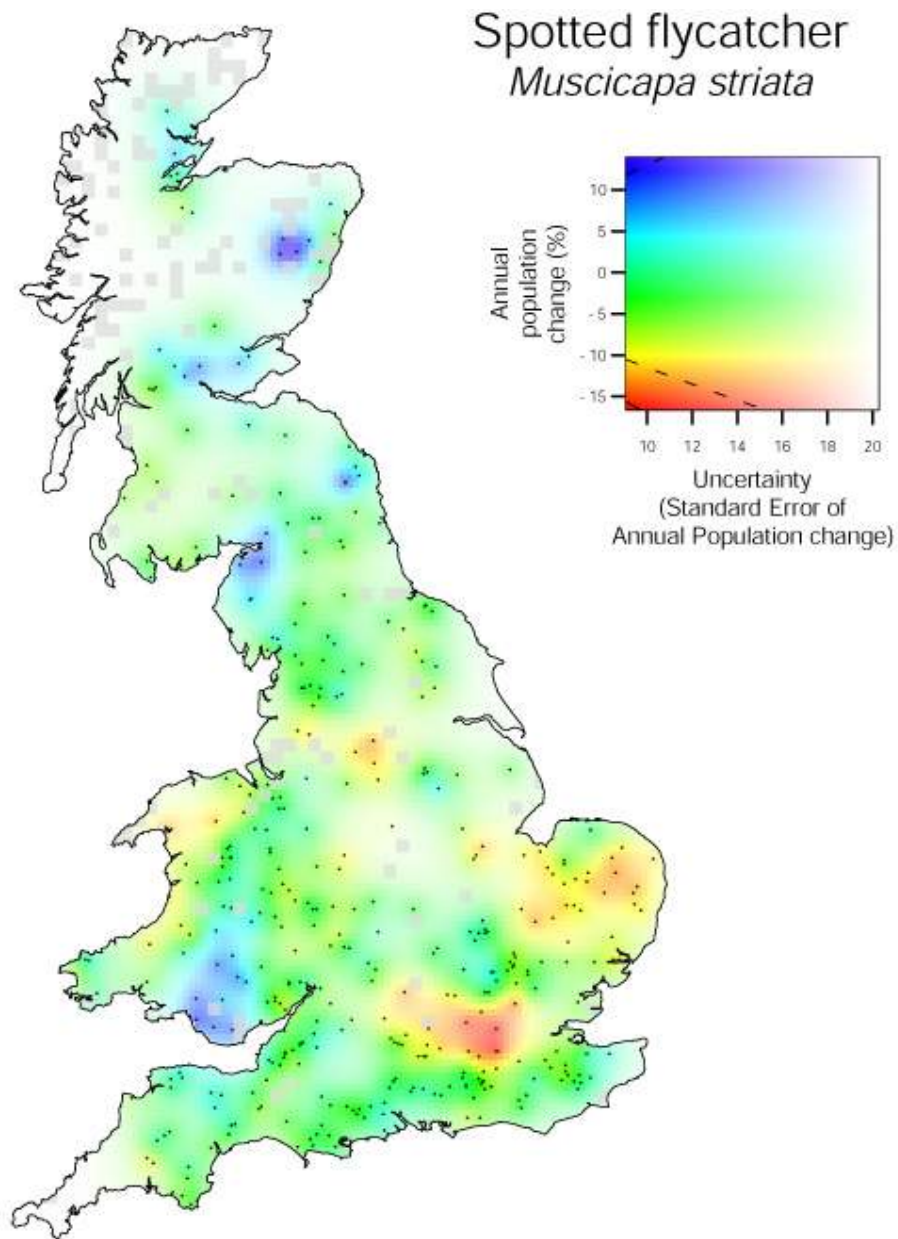 Spotted flycatcher
Muscicapa striata
Annual
population
change (%)
10
5
0
- 5
- 10
- 15
10
12
14
16
18
20
Uncertainty
(Standard Error of
Annual Population change)